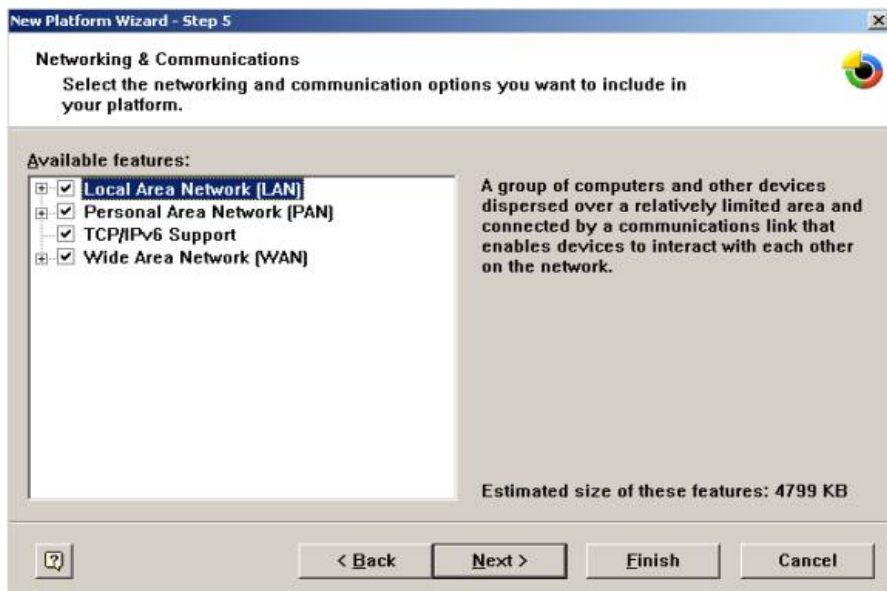 New Platform Wizard - Step 5
Networking & Communications
Select the networking and communication options you want to include in
your platform.
Available features:
Local Area Network (LAN)
Personal Area Network (PAN)
TCP/IPv6 Support
Wide Area Network (WAN)
A group of computers and other devices
dispersed over a relatively limited area and
connected by a communications link that
enables devices to interact with each other
on the network.
Estimated size of these features: 4799 KB
< Back
Next >
Finish
Cancel